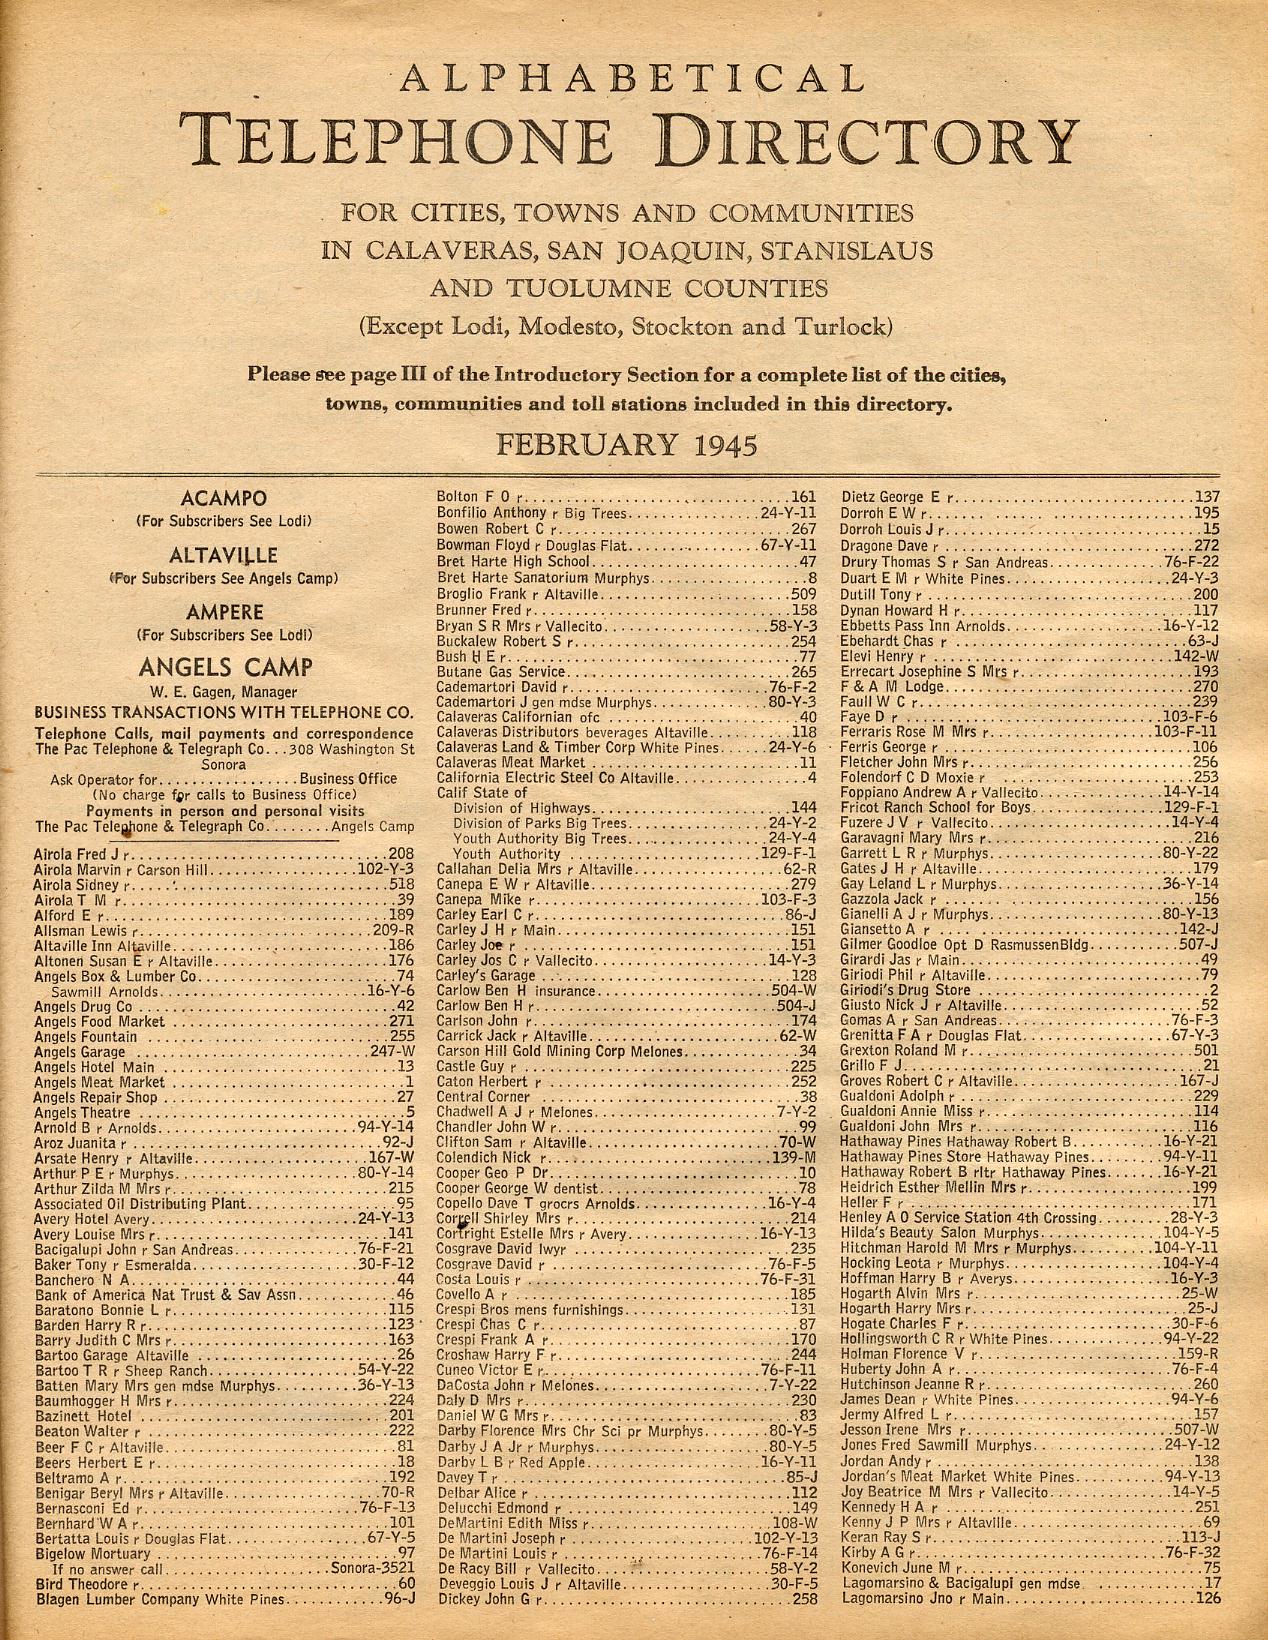 ALPHABETICAL
TELEPHONE DIRECTORY
FOR CITIES, TOWNS AND COMMUNITIES
IN CALAVERAS, SAN JOAQUIN, STANISLAUS
AND TUOLUMNE COUNTIES
(Except Lodi, Modesto, Stockton and Turlock)
Please see page III of the Introductory Section for a complete list of the cities,
towns, communities and toll stations included in this directory.
FEBRUARY 1945
ACAMPO
(For Subscribers See Lodi)
ALTAVILLE
(For Subscribers See Angels Camp)
AMPERE
(For Subscribers See Lodi)
ANGELS CAMP
W. E. Gagen, Manager
BUSINESS TRANSACTIONS WITH TELEPHONE CO.
Telephone Calls, mail payments and correspondence
The Pac Telephone & Telegraph Co...308 Washington St
Sonora
Ask Operator for................Business Office
(No charge for calls to Business Office)
Payments in person and personal visits
The Pac Telephone & Telegraph Co........Angels Camp
Airola Fred J r........208
Airola Marvin r Carson Hill........102-Y-3
Airola Sidney r........518
Airola T M r........39
Alford E r........189
Allsman Lewis r........209-R
Altaville Inn Altaville........186
Altonen Susan E r Altaville........176
Angels Box & Lumber Co........74
Sawmill Arnolds........16-Y-6
Angels Drug Co........42
Angels Food Market........271
Angels Fountain........255
Angels Garage........247-W
Angels Hotel Main........13
Angels Meat Market........1
Angels Repair Shop........27
Angels Theatre........5
Arnold B r Arnolds........94-Y-14
Aroz Juanita r........92-J
Arsate Henry r Altaville........167-W
Arthur P E r Murphys........80-Y-14
Arthur Zilda M Mrs r........215
Associated Oil Distributing Plant........95
Avery Hotel Avery........24-Y-13
Avery Louise Mrs r........141
Bacigalupi John r San Andreas........76-F-21
Baker Tony r Esmeralda........30-F-12
Banchero N A........44
Bank of America Nat Trust & Sav Assn........46
Baratono Bonnie L r........115
Barden Harry R r........123
Barry Judith C Mrs r........163
Bartoo Garage Altaville........26
Bartoo T R r Sheep Ranch........54-Y-22
Batten Mary Mrs gen mdse Murphys........36-Y-13
Baumhogger H Mrs r........224
Bazinett Hotel........201
Beaton Walter r........222
Beer F C r Altaville........81
Beers Herbert E r........18
Beltramo A r........192
Benigar Beryl Mrs r Altaville........70-R
Bernasconi Ed r........76-F-13
Bernhard W A r........101
Bertatta Louis r Douglas Flat........67-Y-5
Bigelow Mortuary........97
If no answer call........Sonora-3521
Bird Theodore r........60
Blagen Lumber Company White Pines........96-J
Bolton F O r........161
Bonfilio Anthony r Big Trees........24-Y-11
Bowen Robert C r........267
Bowman Floyd r Douglas Flat........67-Y-11
Bret Harte High School........47
Bret Harte Sanatorium Murphys........8
Broglio Frank r Altaville........509
Brunner Fred r........158
Bryan S R Mrs r Vallecito........58-Y-3
Buckalew Robert S r........254
Bush H E r........77
Butane Gas Service........265
Cademartori David r........76-F-2
Cademartori J gen mdse Murphys........80-Y-3
Calaveras Californian ofc........40
Calaveras Distributors beverages Altaville........118
Calaveras Land & Timber Corp White Pines........24-Y-6
Calaveras Meat Market........11
California Electric Steel Co Altaville........4
Calif State of
Division of Highways........144
Division of Parks Big Trees........24-Y-2
Youth Authority Big Trees........24-Y-4
Youth Authority........129-F-1
Callahan Delia Mrs r Altaville........62-R
Canepa E W r Altaville........279
Canepa Mike r........103-F-3
Carley Earl C r........86-J
Carley J H r Main........151
Carley Joe r........151
Carley Jos C r Vallecito........14-Y-3
Carley's Garage........128
Carlow Ben H insurance........504-W
Carlow Ben H r........504-J
Carlson John r........174
Carrick Jack r Altaville........62-W
Carson Hill Gold Mining Corp Melones........34
Castle Guy r........225
Caton Herbert r........252
Central Corner........38
Chadwell A J r Melones........7-Y-2
Chandler John W r........99
Clifton Sam r Altaville........70-W
Colendich Nick r........139-M
Cooper Geo P Dr........10
Cooper George W dentist........78
Copello Dave T grocrs Arnolds........16-Y-4
Correll Shirley Mrs r........214
Cortright Estelle Mrs r Avery........16-Y-13
Cosgrave David lwyr........235
Cosgrave David r........76-F-5
Costa Louis r........76-F-31
Covello A r........185
Crespi Bros mens furnishings........131
Crespi Chas C r........87
Crespi Frank A r........170
Croshaw Harry F r........244
Cuneo Victor E r........76-F-11
DaCosta John r Melones........7-Y-22
Daly D Mrs r........230
Daniel W G Mrs r........83
Darby Florence Mrs Chr Sci pr Murphys........80-Y-5
Darby J A Jr r Murphys........80-Y-5
Darby L B r Red Apple........16-Y-11
Davey T r........85-J
Delbar Alice r........112
Delucchi Edmond r........149
DeMartini Edith Miss r........108-W
De Martini Joseph r........102-Y-13
De Martini Louis r........76-F-14
De Racy Bill r Vallecito........58-Y-2
Deveggio Louis J r Altaville........30-F-5
Dickey John G r........258
Dietz George E r........137
Dorroh E W r........195
Dorroh Louis J r........15
Dragone Dave r........272
Drury Thomas S r San Andreas........76-F-22
Duart E M r White Pines........24-Y-3
Dutill Tony r........200
Dynan Howard H r........117
Ebbetts Pass Inn Arnolds........16-Y-12
Ebehardt Chas r........63-J
Elevi Henry r........142-W
Errecart Josephine S Mrs r........193
F & A M Lodge........270
Faull W C r........239
Faye D r........103-F-6
Ferraris Rose M Mrs r........103-F-11
Ferris George r........106
Fletcher John Mrs r........256
Folendorf C D Moxie r........253
Foppiano Andrew A r Vallecito........14-Y-14
Fricot Ranch School for Boys........129-F-1
Fuzere J V r Vallecito........14-Y-4
Garavagni Mary Mrs r........216
Garrett L R r Murphys........80-Y-22
Gates J H r Altaville........179
Gay Leland L r Murphys........36-Y-14
Gazzola Jack r........156
Gianelli A J r Murphys........80-Y-13
Giansetto A r........142-J
Gilmer Goodloe Opt D RasmussenBldg........507-J
Girardi Jas r Main........49
Giriodi Phil r Altaville........79
Giriodi's Drug Store........2
Giusto Nick J r Altaville........52
Gomas A r San Andreas........76-F-3
Grenitta F A r Douglas Flat........67-Y-3
Grexton Roland M r........501
Grillo F J........21
Groves Robert C r Altaville........167-J
Gualdoni Adolph r........229
Gualdoni Annie Miss r........114
Gualdoni John Mrs r........116
Hathaway Pines Hathaway Robert B........16-Y-21
Hathaway Pines Store Hathaway Pines........94-Y-11
Hathaway Robert B rltr Hathaway Pines........16-Y-21
Heidrich Esther Mellin Mrs r........199
Heller F r........171
Henley A O Service Station 4th Crossing........28-Y-3
Hilda's Beauty Salon Murphys........104-Y-5
Hitchman Harold M Mrs r Murphys........104-Y-11
Hocking Leota r Murphys........104-Y-4
Hoffman Harry B r Averys........16-Y-3
Hogarth Alvin Mrs r........25-W
Hogarth Harry Mrs r........25-J
Hogate Charles F r........30-F-6
Hollingsworth C R r White Pines........94-Y-22
Holman Florence V r........159-R
Huberty John A r........76-F-4
Hutchinson Jeanne R r........260
James Dean r White Pines........94-Y-6
Jermy Alfred L r........157
Jesson Irene Mrs r........507-W
Jones Fred Sawmill Murphys........24-Y-12
Jordan Andy r........138
Jordan's Meat Market White Pines........94-Y-13
Joy Beatrice M Mrs r Vallecito........14-Y-5
Kennedy H A r........251
Kenny J P Mrs r Altaville........69
Keran Ray S r........113-J
Kirby A G r........76-F-32
Konevich June M r........75
Lagomarsino & Bacigalupi gen mdse........17
Lagomarsino Jno r Main........126